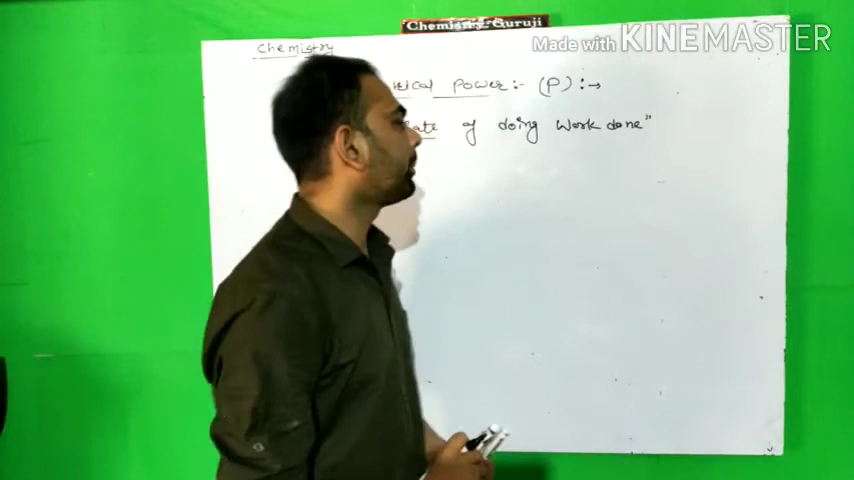 Chemistry Guruji
Made with KINEMASTER
Chemistry
Power:- (P):→
of doing Work done"